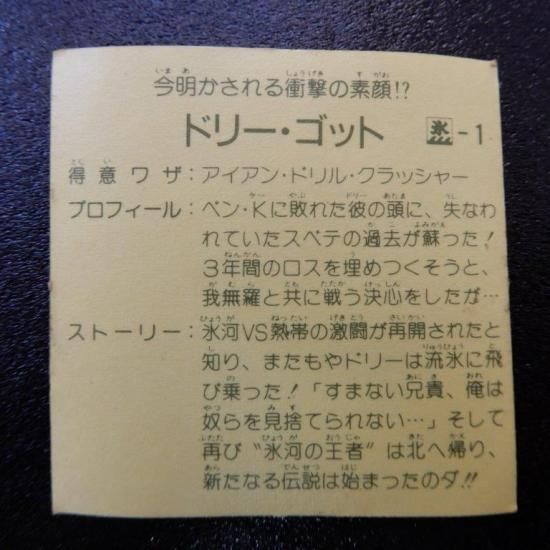 今明かされる衝撃の素顔!?
ドリー・ゴット 氷-1
得意ワザ:アイアン・ドリル・クラッシャー
プロフィール:ベン・Kに敗れた彼の頭に、失なわ
れていたスベテの過去が蘇った!
3年間のロスを埋めつくそうと、
我無羅と共に戦う決心をしたが…
ストーリー:氷河VS熱帯の激闘が再開されたと
知り、またもやドリーは流氷に飛
び乗った!「すまない兄貴、俺は
奴らを見捨てられない…」そして
再び〝氷河の王者〟は北へ帰り、
新たなる伝説は始まったのダ!!